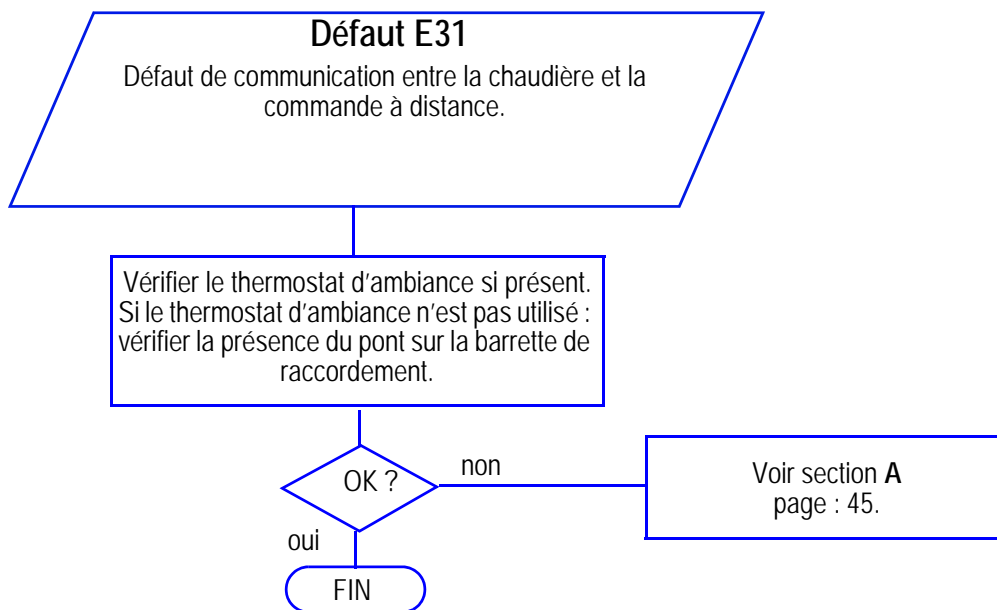 Défaut E31
Défaut de communication entre la chaudière et la
commande à distance.
Vérifier le thermostat d'ambiance si présent.
Si le thermostat d'ambiance n'est pas utilisé :
vérifier la présence du pont sur la barrette de
raccordement.
OK ?
non
Voir section A
page : 45.
oui
FIN